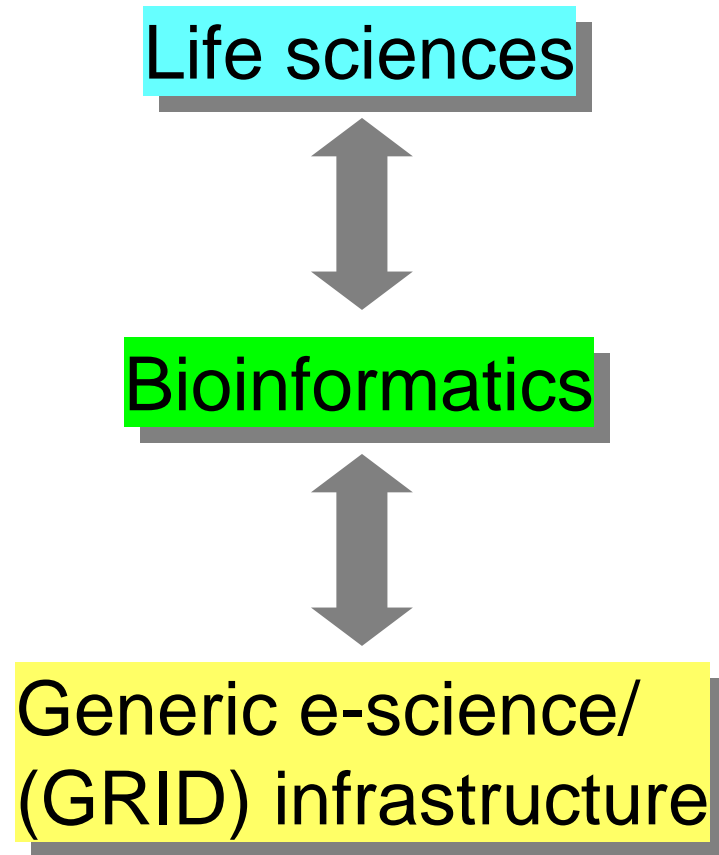 Life sciences
Bioinformatics
Generic e-science/
(GRID) infrastructure